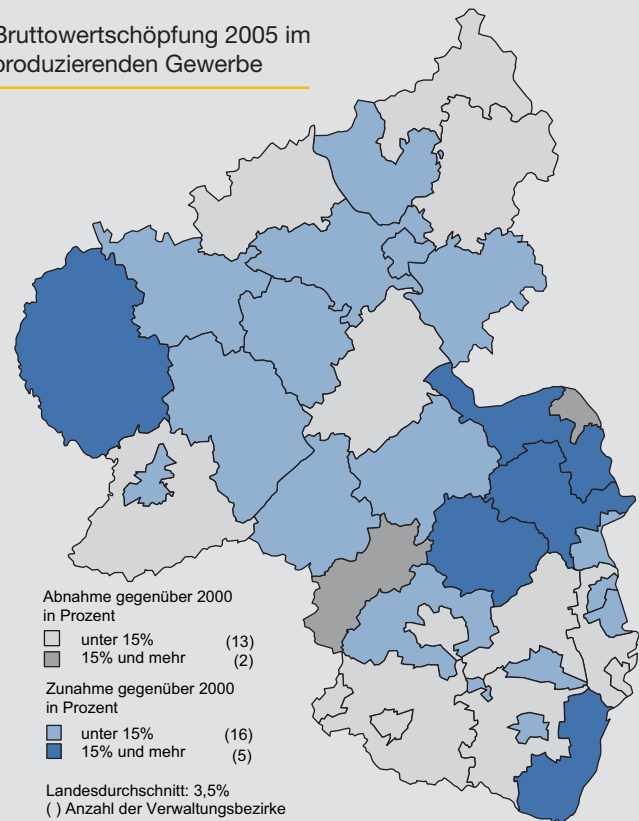 Bruttowertschöpfung 2005 im
produzierenden Gewerbe
Abnahme gegenüber 2000
in Prozent
unter 15% (13)
15% und mehr (2)
Zunahme gegenüber 2000
in Prozent
unter 15% (16)
15% und mehr (5)
Landesdurchschnitt: 3,5%
( ) Anzahl der Verwaltungsbezirke